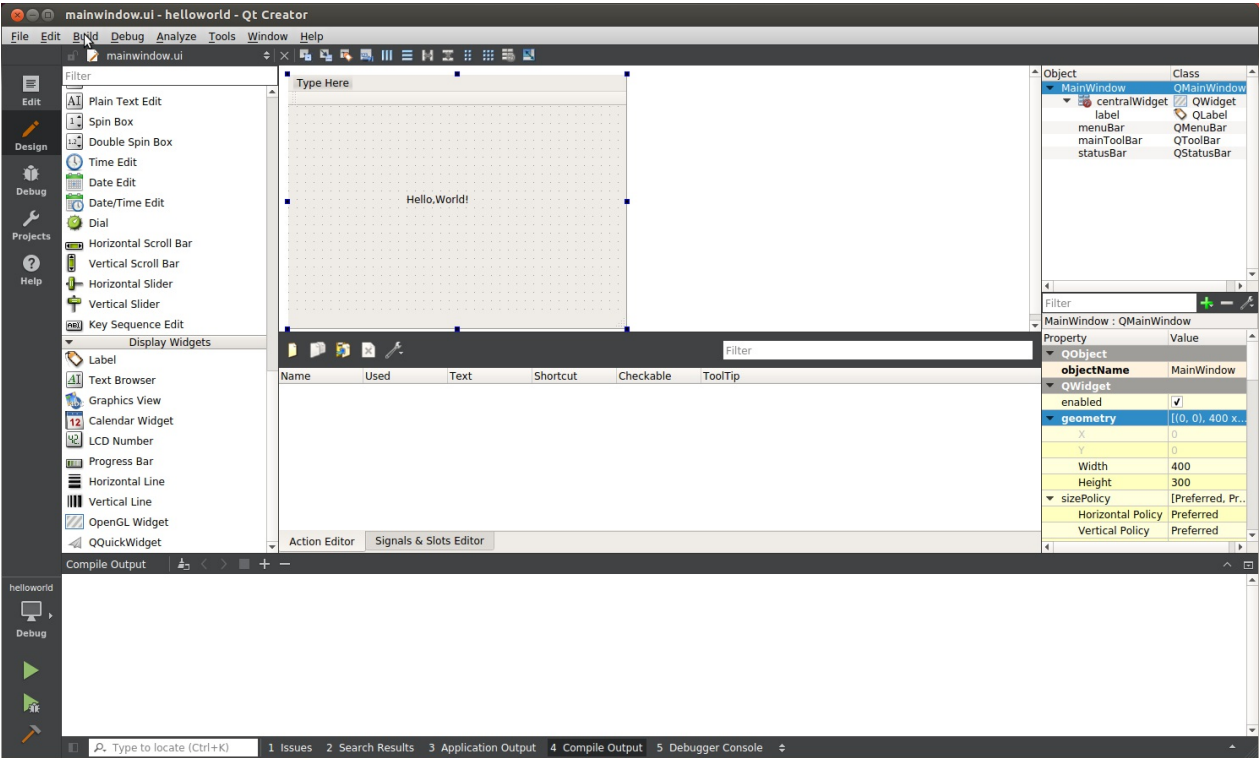 mainwindow.ui - helloworld - Qt Creator
File Edit Build Debug Analyze Tools Window Help
mainwindow.ui
Edit
Design
Debug
Projects
Help
helloworld
Debug
Filter
Plain Text Edit
Spin Box
Double Spin Box
Time Edit
Date Edit
Date/Time Edit
Dial
Horizontal Scroll Bar
Vertical Scroll Bar
Horizontal Slider
Vertical Slider
Key Sequence Edit
Display Widgets
Label
Text Browser
Graphics View
Calendar Widget
LCD Number
Progress Bar
Horizontal Line
Vertical Line
OpenGL Widget
QQuickWidget
Type Here
Hello,World!
Filter
Name Used Text Shortcut Checkable ToolTip
Action Editor Signals & Slots Editor
Object Class
MainWindow QMainWindow
centralWidget QWidget
label QLabel
menuBar QMenuBar
mainToolBar QToolBar
statusBar QStatusBar
Filter
MainWindow : QMainWindow
Property Value
QObject
objectName MainWindow
QWidget
enabled
geometry [(0, 0), 400 x...
X 0
Y 0
Width 400
Height 300
sizePolicy [Preferred, Pr...
Horizontal Policy Preferred
Vertical Policy Preferred
Compile Output
Type to locate (Ctrl+K) 1 Issues 2 Search Results 3 Application Output 4 Compile Output 5 Debugger Console